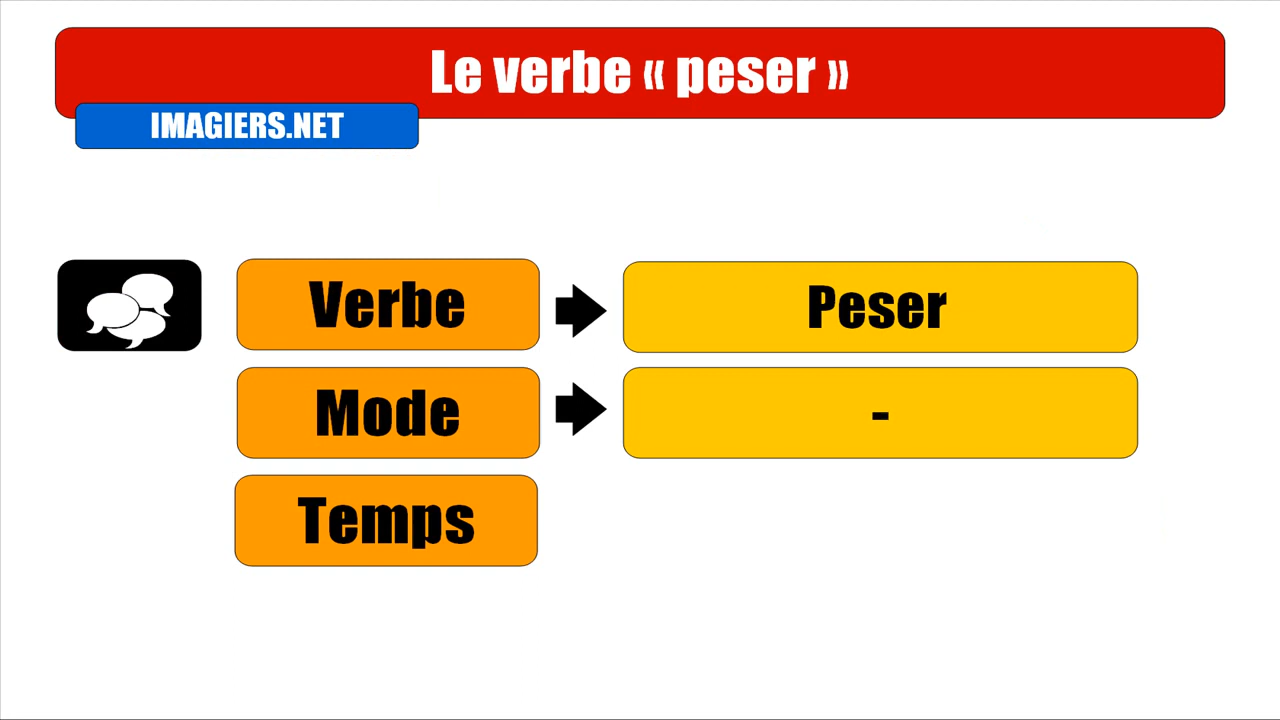 Le verbe « peser »
IMAGIERS.NET
Verbe
Peser
Mode
-
Temps